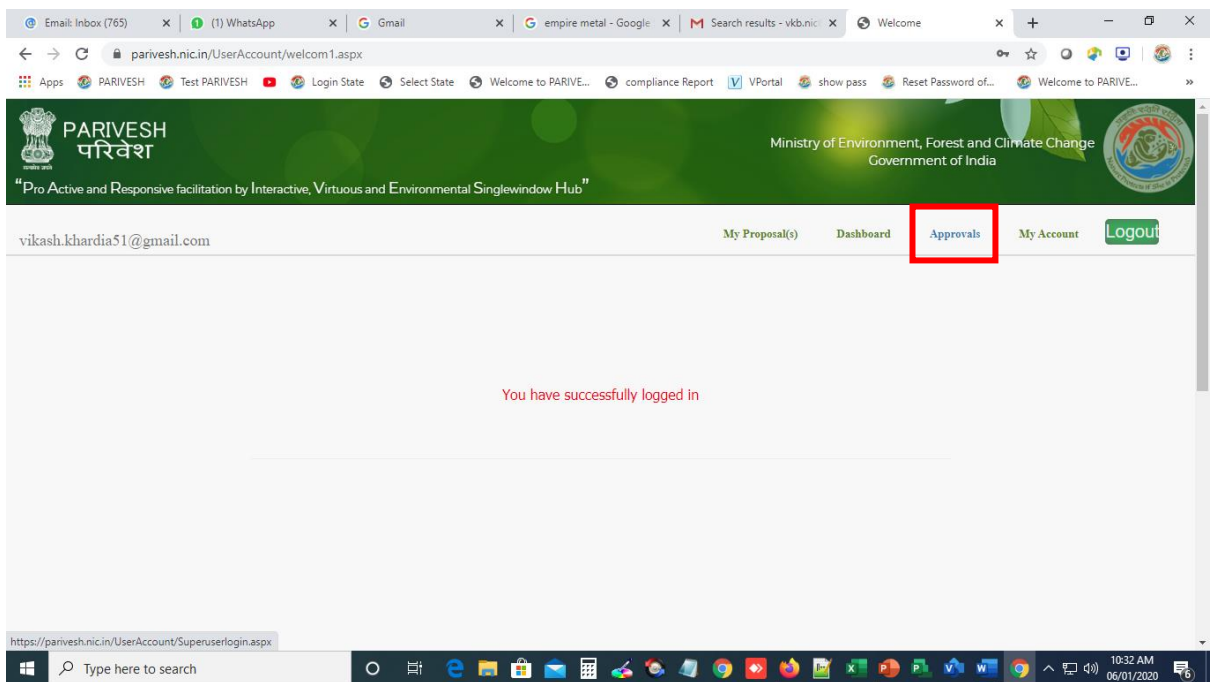 Email: Inbox (765)
(1) WhatsApp
Gmail
empire metal - Google
Search results - vkb.nic
Welcome
parivesh.nic.in/UserAccount/welcom1.aspx
Apps PARIVESH Test PARIVESH Login State Select State Welcome to PARIVE... compliance Report VPortal show pass Reset Password of... Welcome to PARIVE... »
PARIVESH
परिवेश
सत्यमेव जयते
Ministry of Environment, Forest and Climate Change
Government of India
“Pro Active and Responsive facilitation by Interactive, Virtuous and Environmental Singlewindow Hub”
vikash.khardia51@gmail.com
My Proposal(s) Dashboard Approvals My Account Logout
You have successfully logged in
https://parivesh.nic.in/UserAccount/Superuserlogin.aspx
Type here to search
10:32 AM
06/01/2020
6